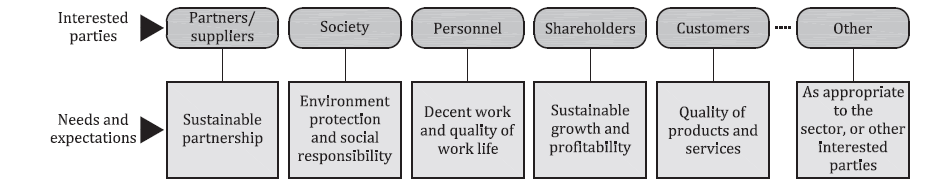 Interested
parties
Partners/
suppliers
Society
Personnel
Shareholders
Customers
Other
Needs and
expectations
Sustainable
partnership
Environment
protection
and social
responsibility
Decent work
and quality of
work life
Sustainable
growth and
profitability
Quality of
products and
services
As appropriate
to the
sector, or other
interested
parties